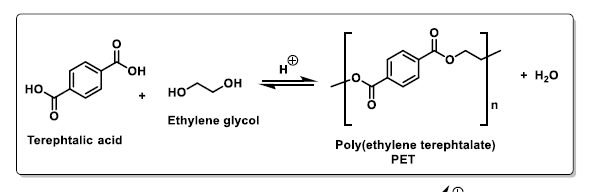 O
OH
HO
O
+
HO
OH
H⊕
O
O
O
O
n
+ H₂O
Terephtalic acid
Ethylene glycol
Poly(ethylene terephtalate)
PET
⊕